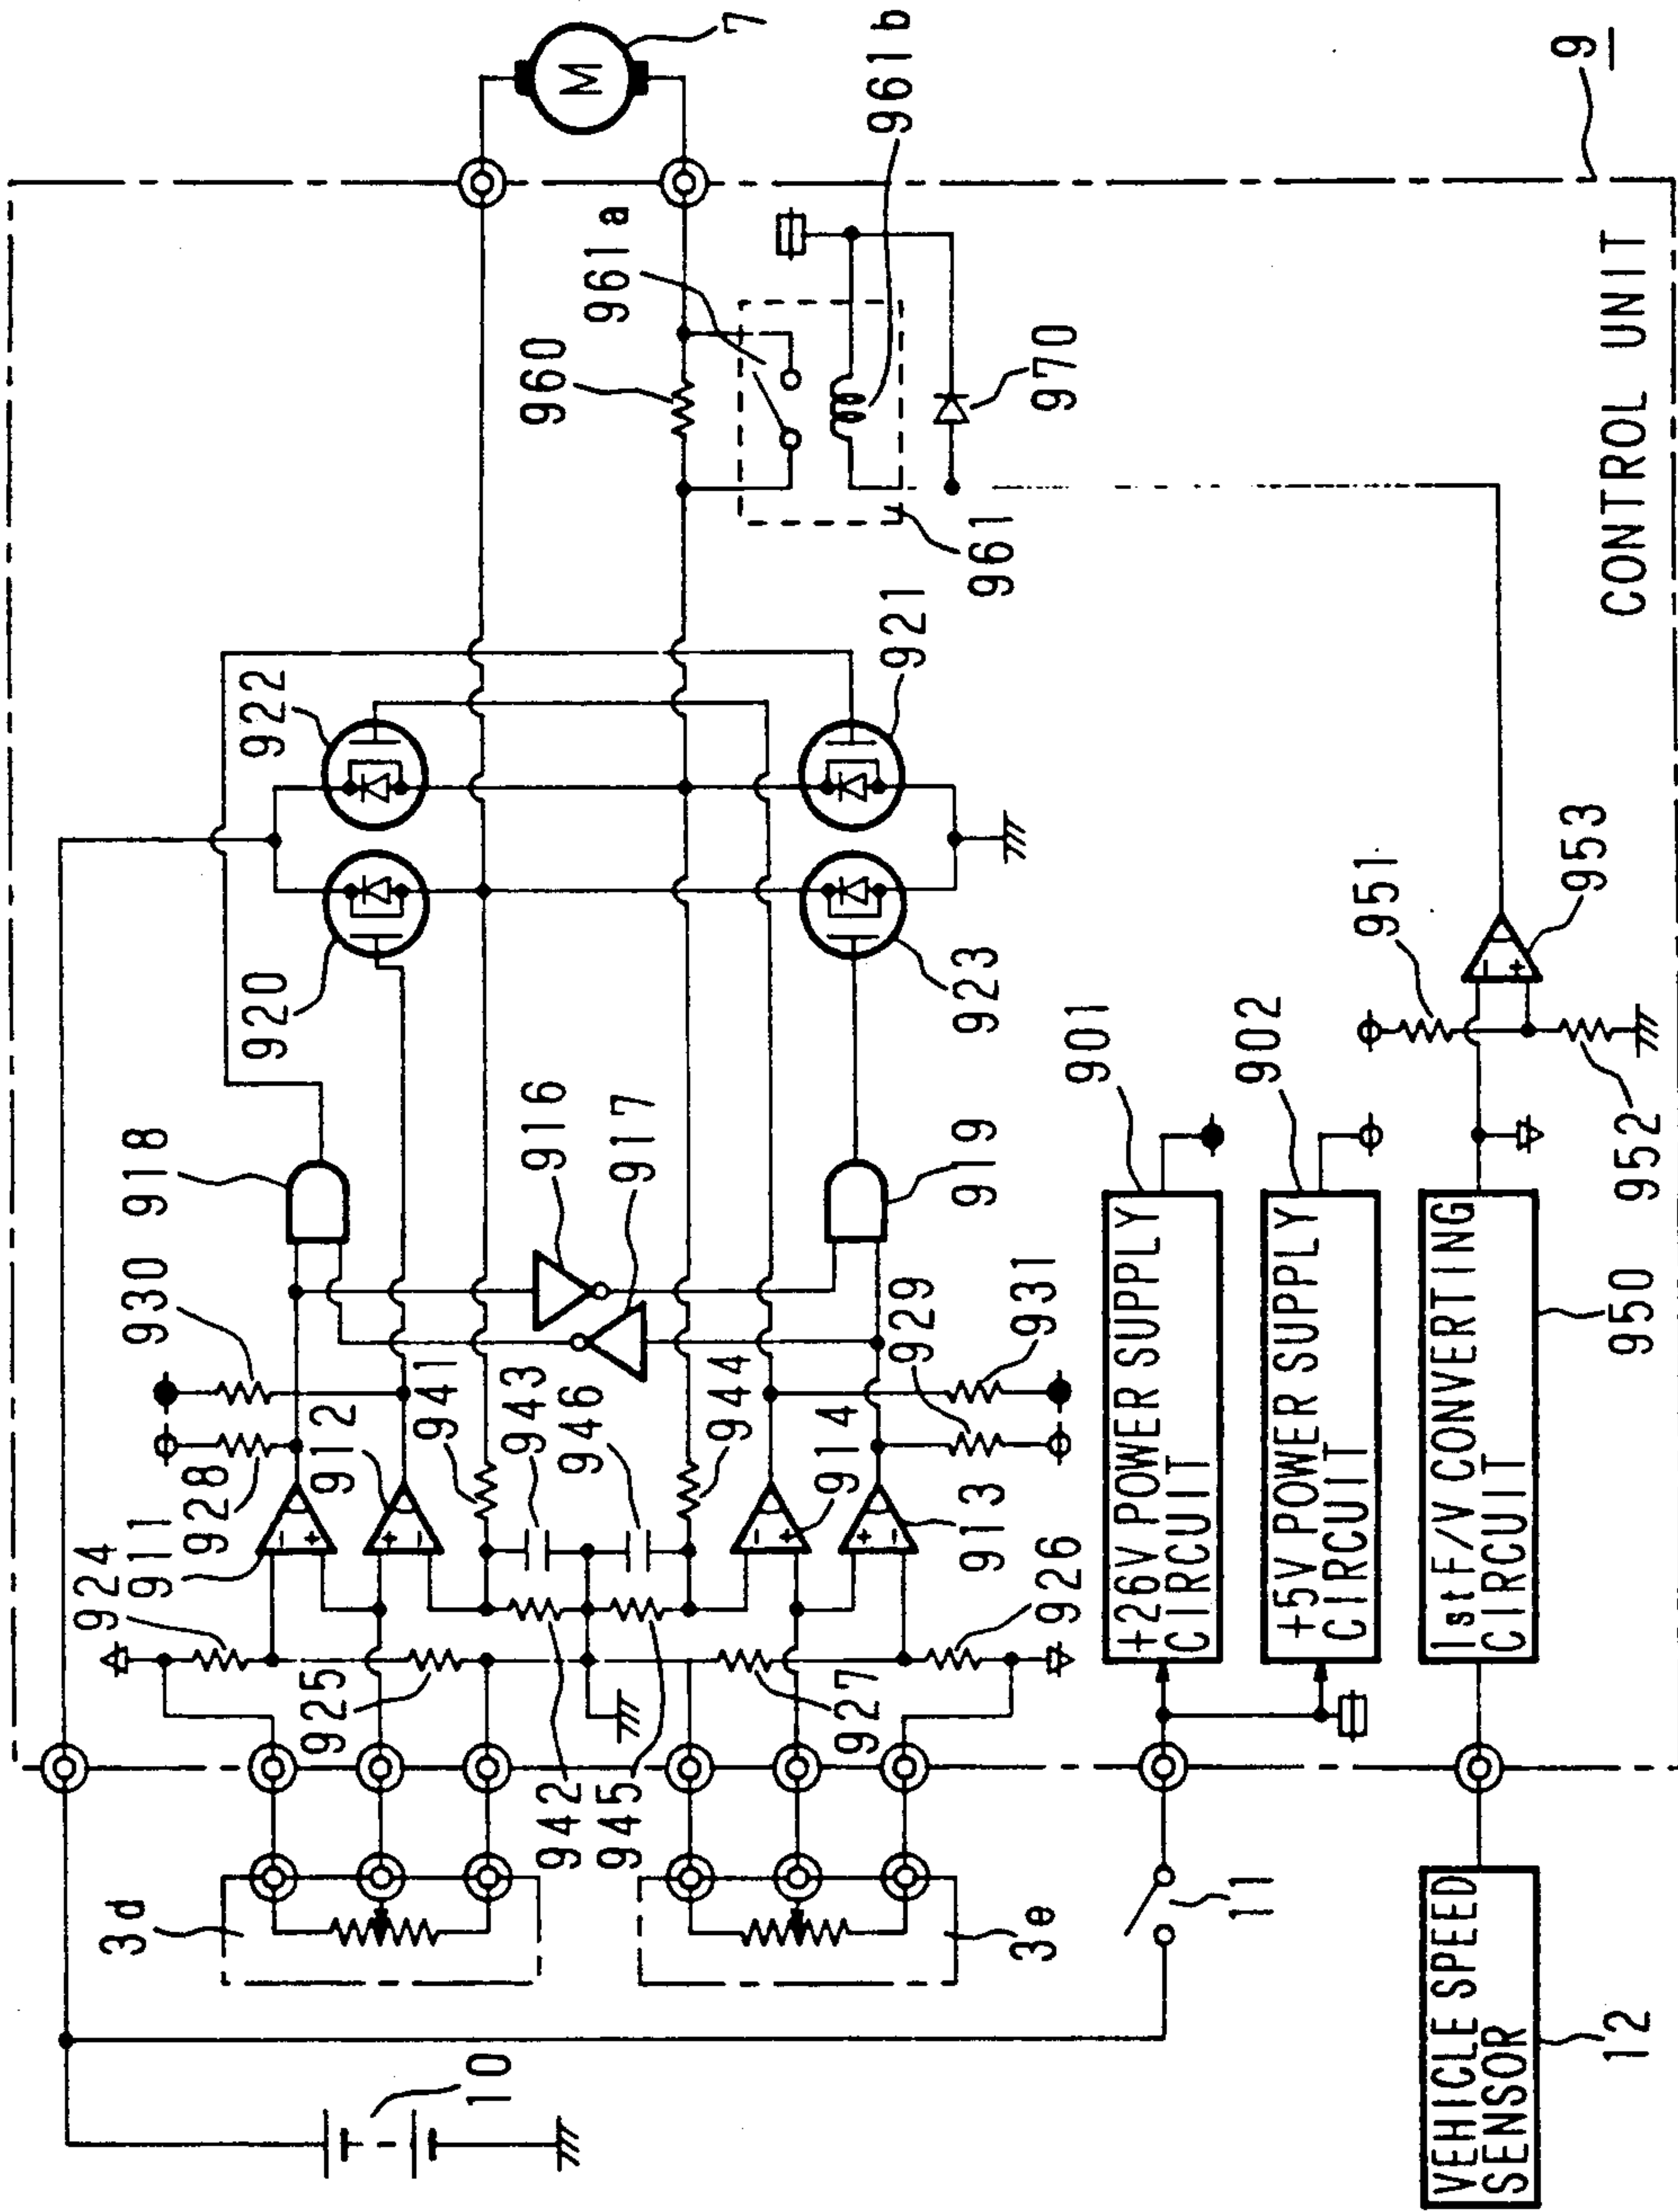 CONTROL UNIT
9
7
M
961b
961a
960
961
970
922
920
921
923
951
953
952
918
930
916
917
919
929
931
928
911
912
924
941
943
946
944
914
913
926
925
927
942
945
901
+26V POWER SUPPLY
CIRCUIT
902
+5V POWER SUPPLY
CIRCUIT
1stF/V CONVERTING
CIRCUIT
950
3d
3e
10
11
VEHICLE SPEED
SENSOR
12